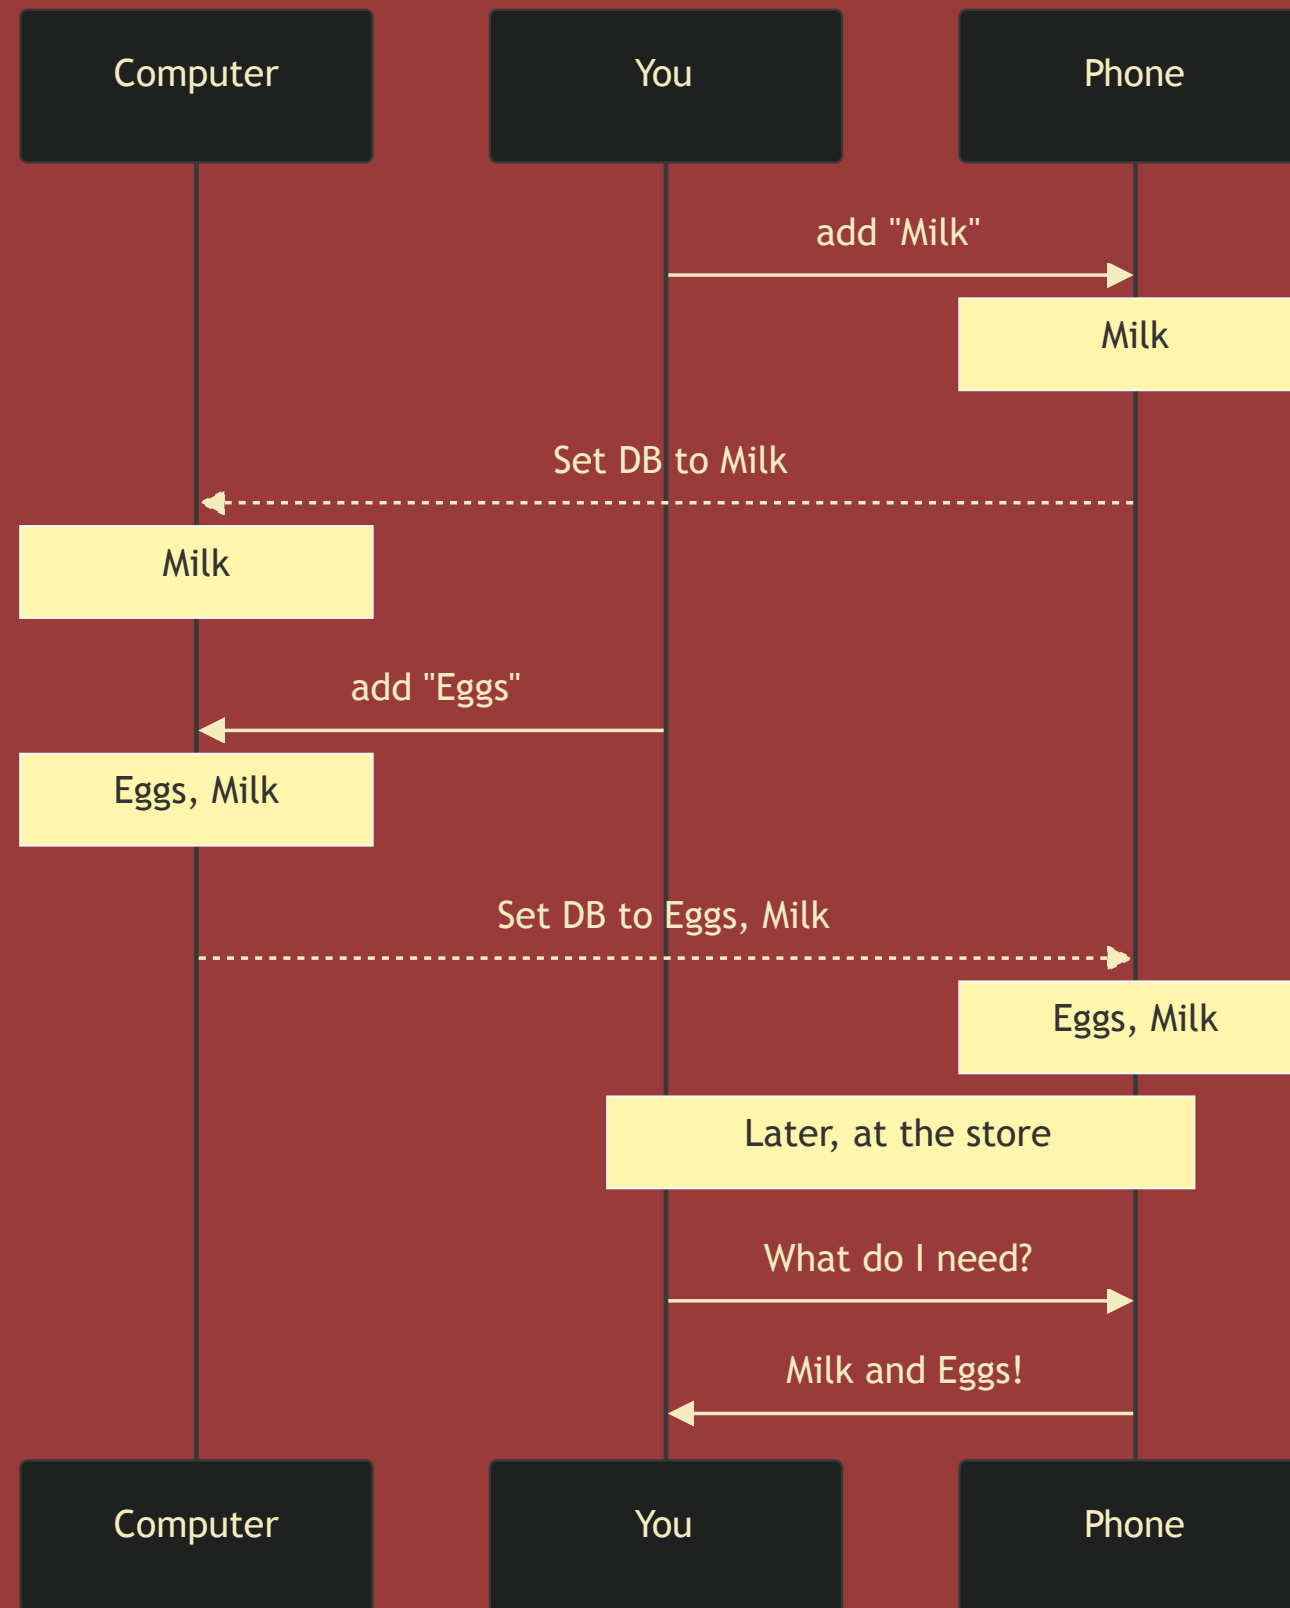 Computer
You
Phone
add "Milk"
Milk
Set DB to Milk
Milk
add "Eggs"
Eggs, Milk
Set DB to Eggs, Milk
Eggs, Milk
Later, at the store
What do I need?
Milk and Eggs!
Computer
You
Phone